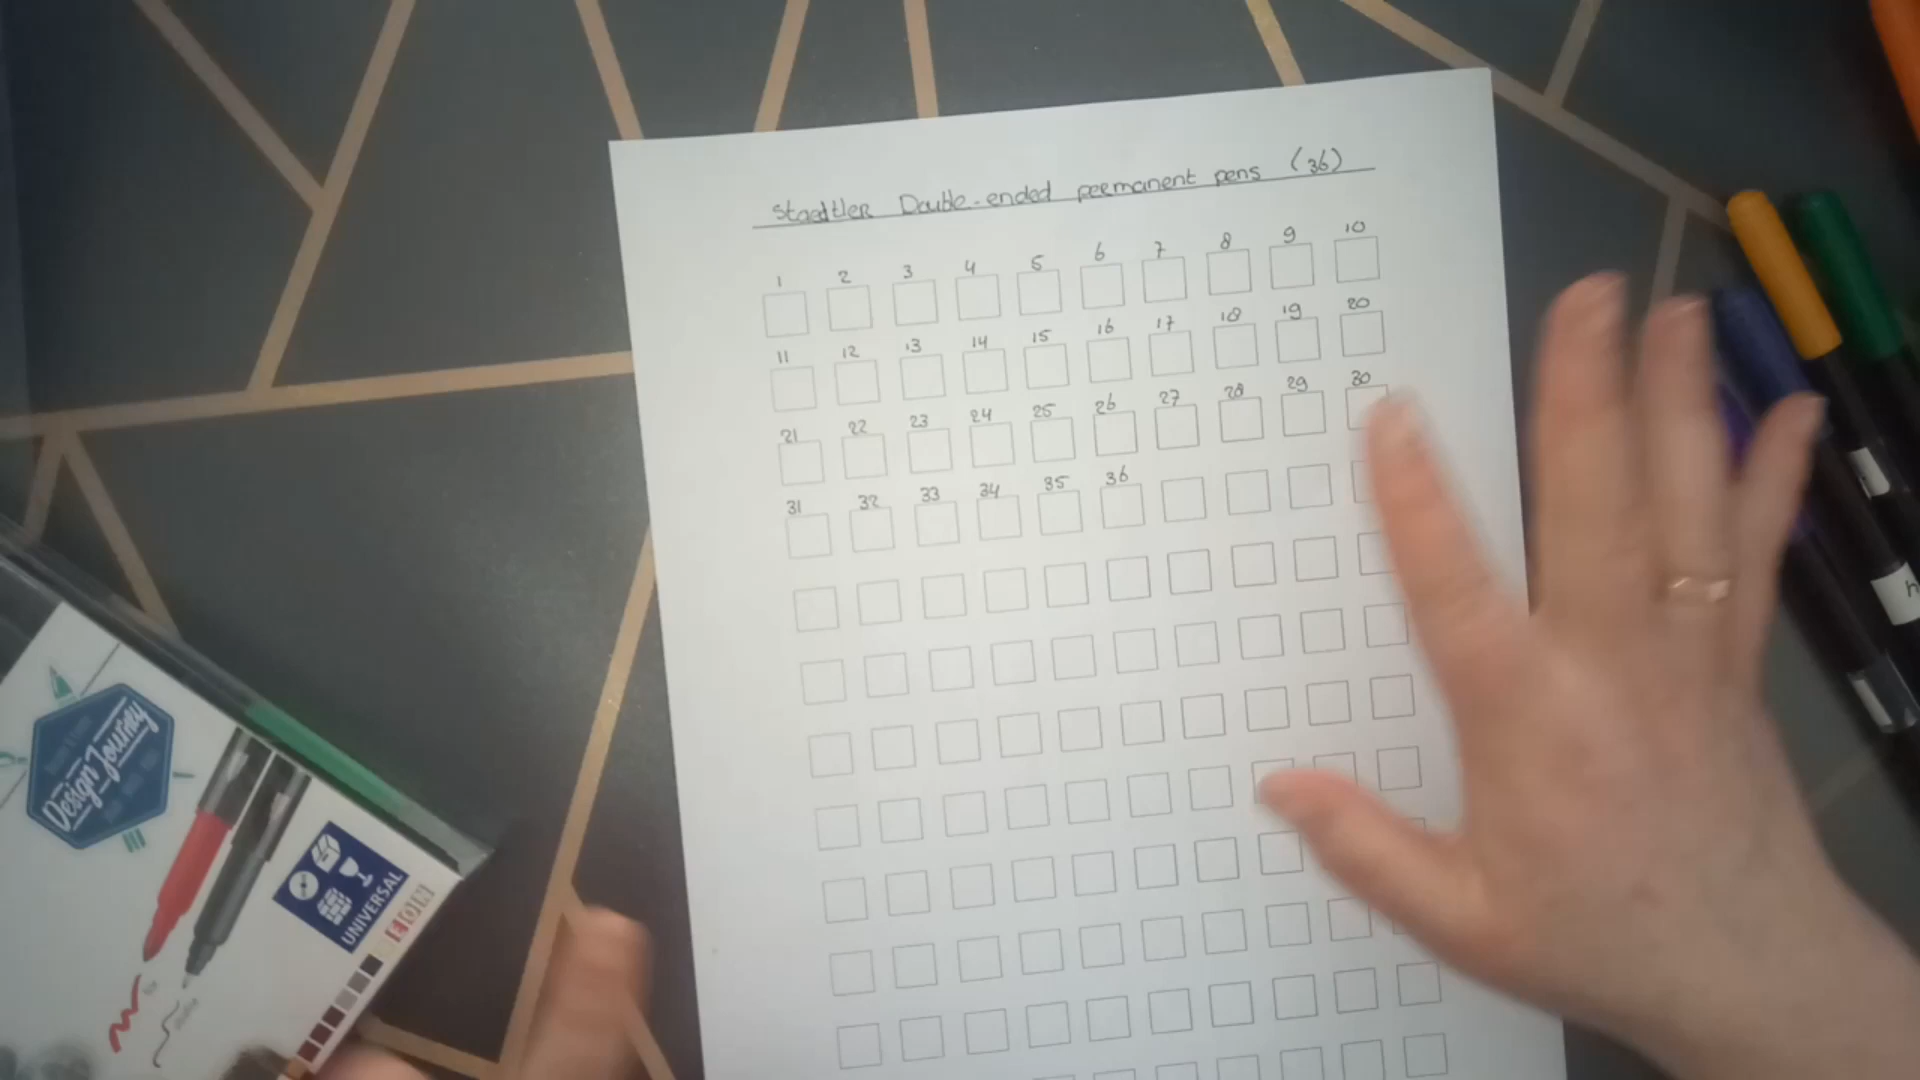 Staedtler Double-ended peermanent pens (36)
1 2 3 4 5 6 7 8 9 10
11 12 13 14 15 16 17 18 19 20
21 22 23 24 25 26 27 28 29 30
31 32 33 34 35 36
Design Journey
UNIVERSAL